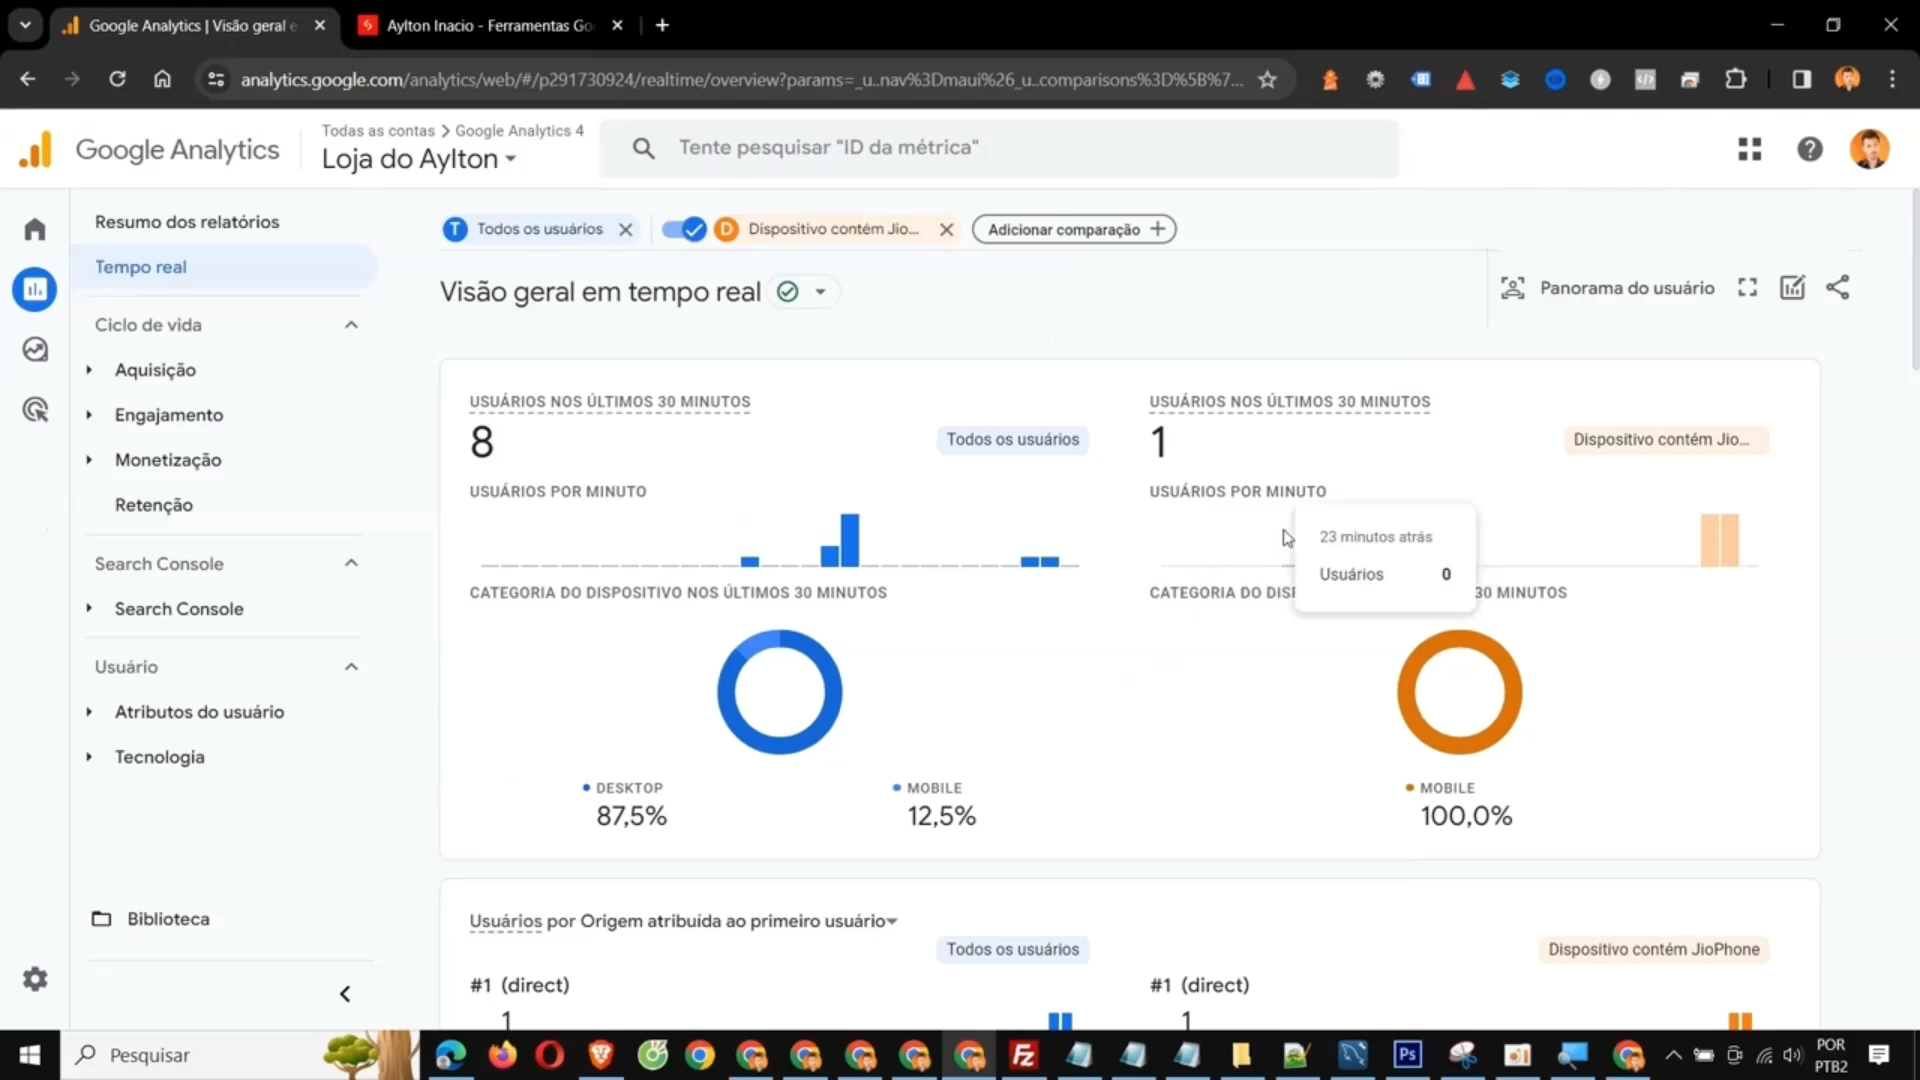 Google Analytics | Visão geral e
Aylton Inacio - Ferramentas Go
analytics.google.com/analytics/web/#/p291730924/realtime/overview?params=_u..nav%3Dmaui%26_u..comparisons%3D%5B%7...
Google Analytics
Todas as contas > Google Analytics 4
Loja do Aylton
Tente pesquisar "ID da métrica"
Resumo dos relatórios
Tempo real
Ciclo de vida
Aquisição
Engajamento
Monetização
Retenção
Search Console
Search Console
Usuário
Atributos do usuário
Tecnologia
Biblioteca
T Todos os usuários
D Dispositivo contém Jio...
Adicionar comparação +
Visão geral em tempo real
Panorama do usuário
USUÁRIOS NOS ÚLTIMOS 30 MINUTOS
8
Todos os usuários
USUÁRIOS POR MINUTO
CATEGORIA DO DISPOSITIVO NOS ÚLTIMOS 30 MINUTOS
DESKTOP
87,5%
MOBILE
12,5%
USUÁRIOS NOS ÚLTIMOS 30 MINUTOS
1
Dispositivo contém Jio...
USUÁRIOS POR MINUTO
23 minutos atrás
Usuários 0
CATEGORIA DO DISP 30 MINUTOS
MOBILE
100,0%
Usuários por Origem atribuída ao primeiro usuário
Todos os usuários
#1 (direct)
1
Dispositivo contém JioPhone
#1 (direct)
1
Pesquisar
Fz
Ps
POR
PTB2